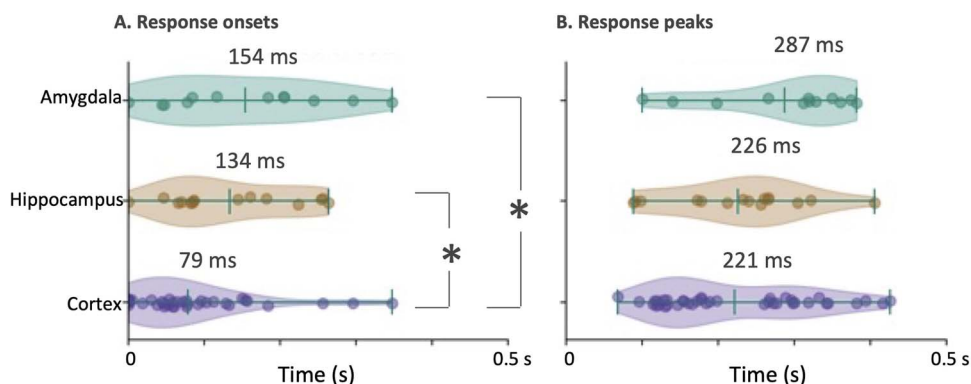 A. Response onsets
B. Response peaks
154 ms
287 ms
Amygdala
134 ms
226 ms
Hippocampus
*
*
79 ms
221 ms
Cortex
0
0.5 s
0
0.5 s
Time (s)
Time (s)